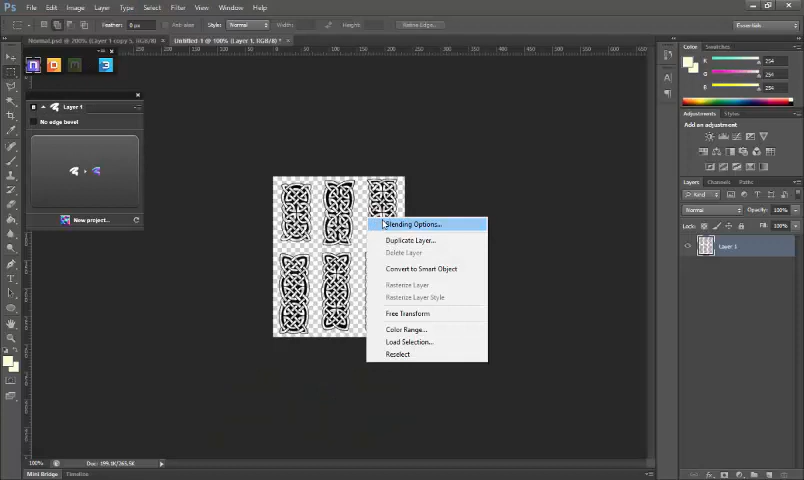 Ps File Edit Image Layer Type Select Filter View Window Help
Feather: 0 px Anti-alias Style: Normal Width: Height: Refine Edge... Essentials
Normal.psd @ 200% (Layer 1 copy 5, RGB/8) × Untitled-1 @ 100% (Layer 1, RGB/8) * ×
Layer 1
No edge bevel
New project...
Blending Options...
Duplicate Layer...
Delete Layer
Convert to Smart Object
Rasterize Layer
Rasterize Layer Style
Free Transform
Color Range...
Load Selection...
Reselect
Color Swatches
R 254
G 254
B 254
Adjustments Styles
Add an adjustment
Layers Channels Paths
Kind
Normal Opacity: 100%
Lock: Fill: 100%
Layer 1
100% Doc: 199.1K/265.5K
Mini Bridge Timeline